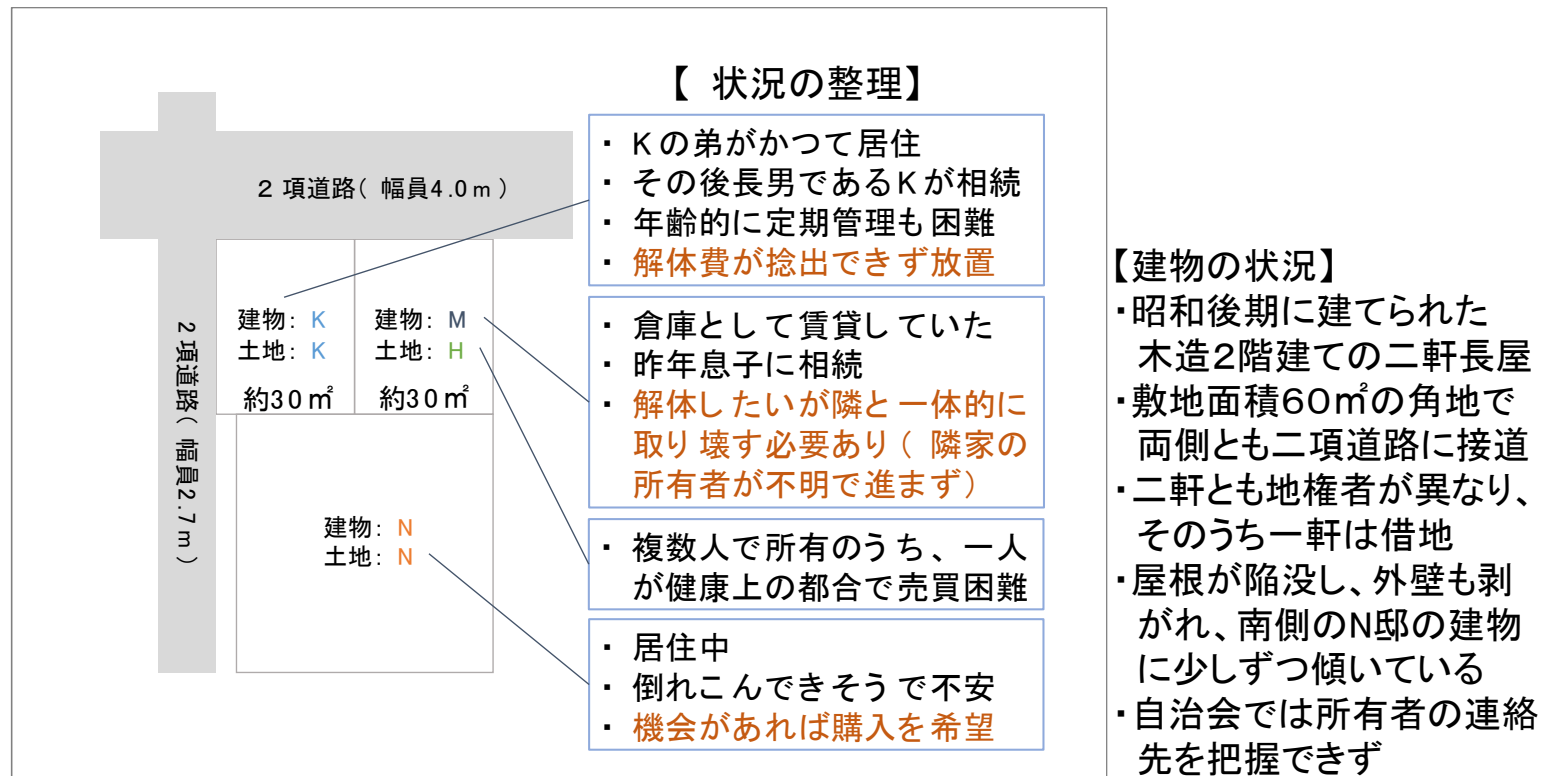 【 状況の整理】
2 項道路( 幅員4.0ｍ)
2項道路( 幅員2.7ｍ)
建物: K
土地: K
約30㎡
建物: M
土地: H
約30㎡
建物: N
土地: N
・ Kの弟がかつて居住
・ その後長男であるKが相続
・ 年齢的に定期管理も困難
・ 解体費が捻出できず放置
・ 倉庫として賃貸していた
・ 昨年息子に相続
・ 解体したいが隣と一体的に
取り壊す必要あり( 隣家の
所有者が不明で進まず)
・ 複数人で所有のうち、一人
が健康上の都合で売買困難
・ 居住中
・ 倒れこんできそうで不安
・ 機会があれば購入を希望
【建物の状況】
・昭和後期に建てられた
木造2階建ての二軒長屋
・敷地面積60㎡の角地で
両側とも二項道路に接道
・二軒とも地権者が異なり、
そのうち一軒は借地
・屋根が陥没し、外壁も剥
がれ、南側のN邸の建物
に少しずつ傾いている
・自治会では所有者の連絡
先を把握できず